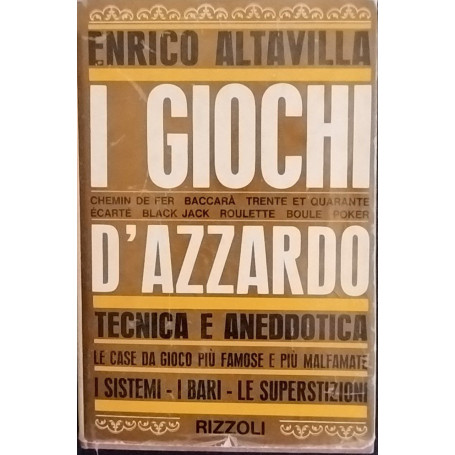 ENRICO ALTAVILLA
I GIOCHI
CHEMIN DE FER BACCARÀ TRENTE ET QUARANTE
ÉCARTÉ BLACK JACK ROULETTE BOULE POKER
D'AZZARDO
TECNICA E ANEDDOTICA
LE CASE DA GIOCO PIÙ FAMOSE E PIÙ MALFAMATE
I SISTEMI - I BARI - LE SUPERSTIZIONI
RIZZOLI